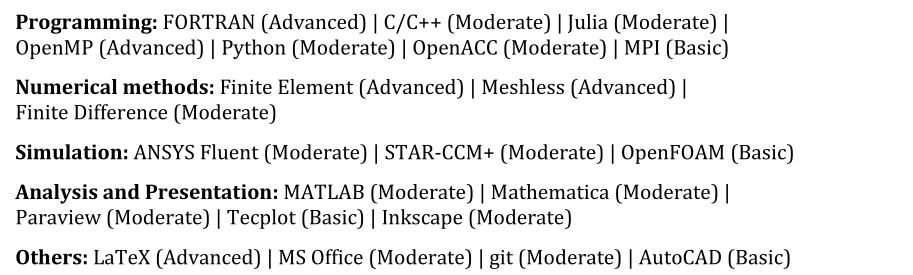 Programming: FORTRAN (Advanced) | C/C++ (Moderate) | Julia (Moderate) |
OpenMP (Advanced) | Python (Moderate) | OpenACC (Moderate) | MPI (Basic)
Numerical methods: Finite Element (Advanced) | Meshless (Advanced) |
Finite Difference (Moderate)
Simulation: ANSYS Fluent (Moderate) | STAR-CCM+ (Moderate) | OpenFOAM (Basic)
Analysis and Presentation: MATLAB (Moderate) | Mathematica (Moderate) |
Paraview (Moderate) | Tecplot (Basic) | Inkscape (Moderate)
Others: LaTeX (Advanced) | MS Office (Moderate) | git (Moderate) | AutoCAD (Basic)